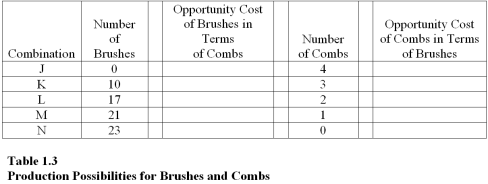 Combination Number of Brushes Opportunity Cost of Brushes in Terms of Combs Number of Combs Opportunity Cost of Combs in Terms of Brushes
J 0 4
K 10 3
L 17 2
M 21 1
N 23 0
Table 1.3
Production Possibilities for Brushes and Combs